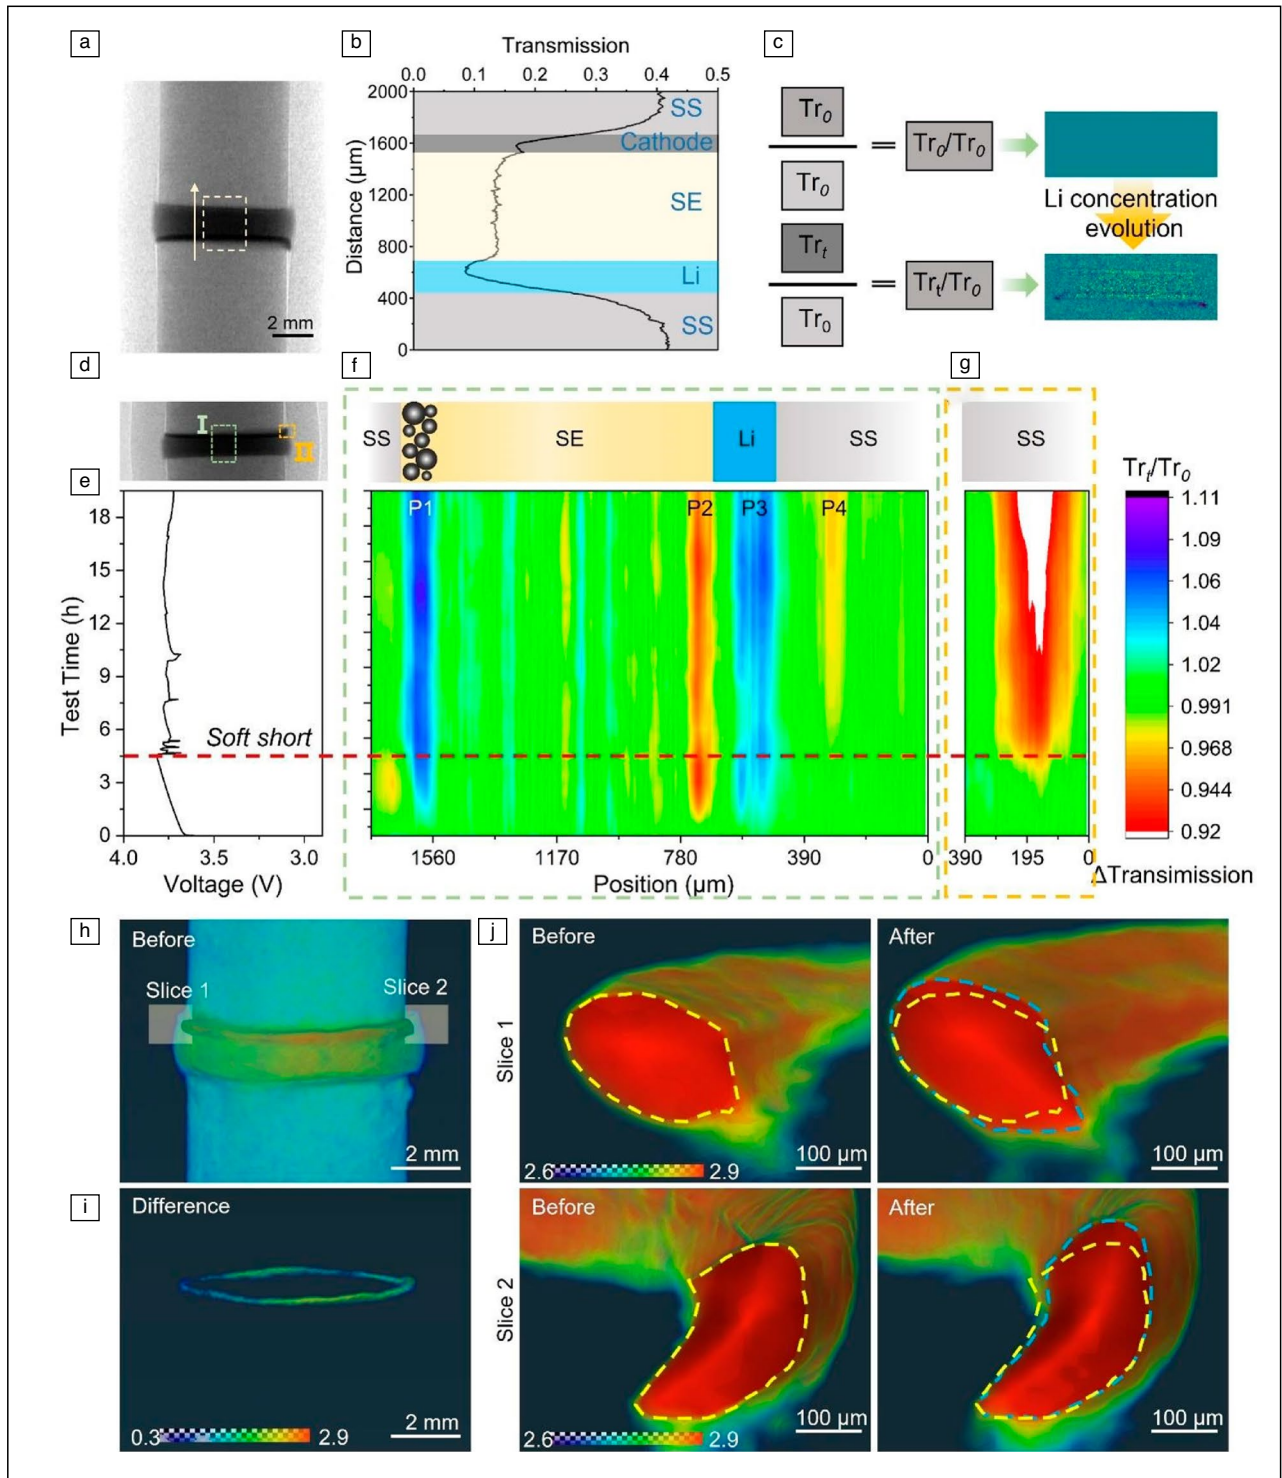 a
b
c
Transmission
0.0 0.1 0.2 0.3 0.4 0.5
2000
1600
1200
800
400
0
Distance (µm)
SS
Cathode
SE
Li
SS
2 mm
Tr0
Tr0
= Tr0/Tr0
Li concentration
evolution
Trt
Tr0
= Trt/Tr0
d
f
g
I
II
SS SE Li SS
SS
e
18
15
12
9
6
3
0
Test Time (h)
Soft short
4.0 3.5 3.0
Voltage (V)
P1 P2 P3 P4
1560 1170 780 390 0
Position (µm)
390 195 0
Trt/Tr0
1.11
1.09
1.06
1.04
1.02
0.991
0.968
0.944
0.92
ΔTransimission
h
Before
Slice 1
Slice 2
2 mm
j
Slice 1
Before
2.6 2.9
100 µm
After
100 µm
i
Difference
0.3 2.9
2 mm
Slice 2
Before
2.6 2.9
100 µm
After
100 µm